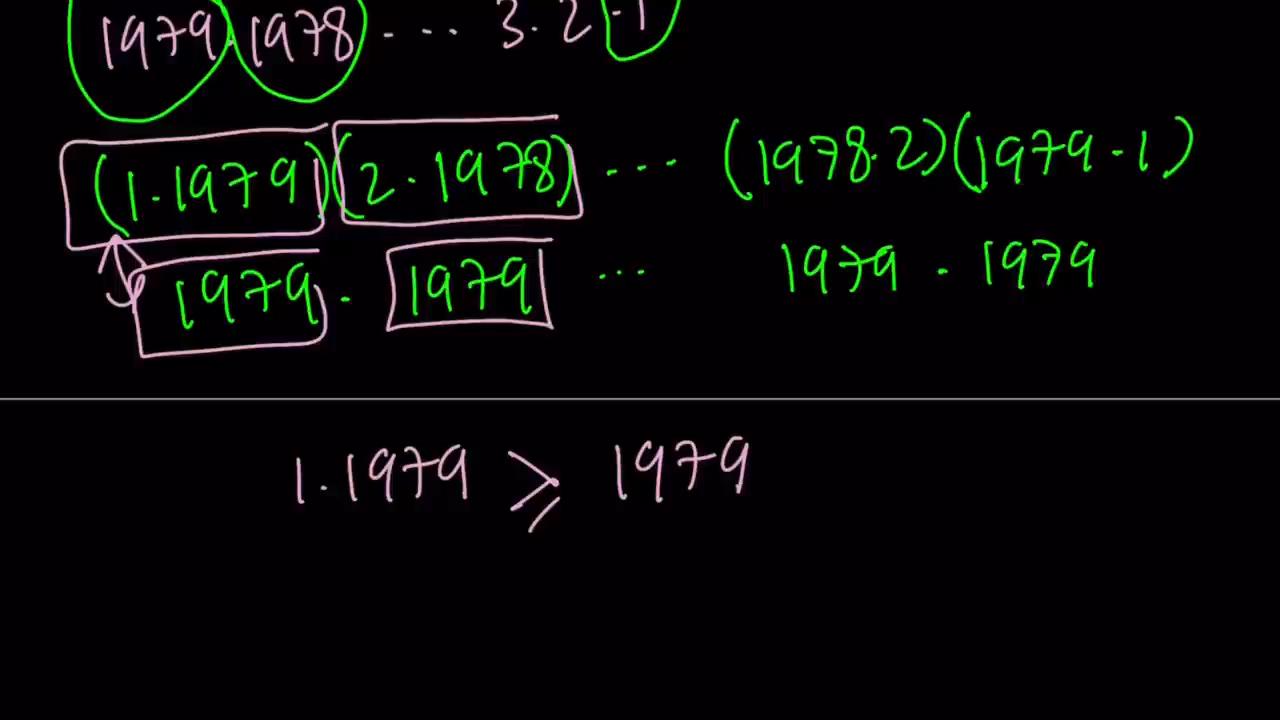 1979·1978 ··· 3·2·1
(1·1979)(2·1978) ··· (1978·2)(1979·1)
1979 · 1979 ··· 1979 · 1979
1·1979 ⩾ 1979